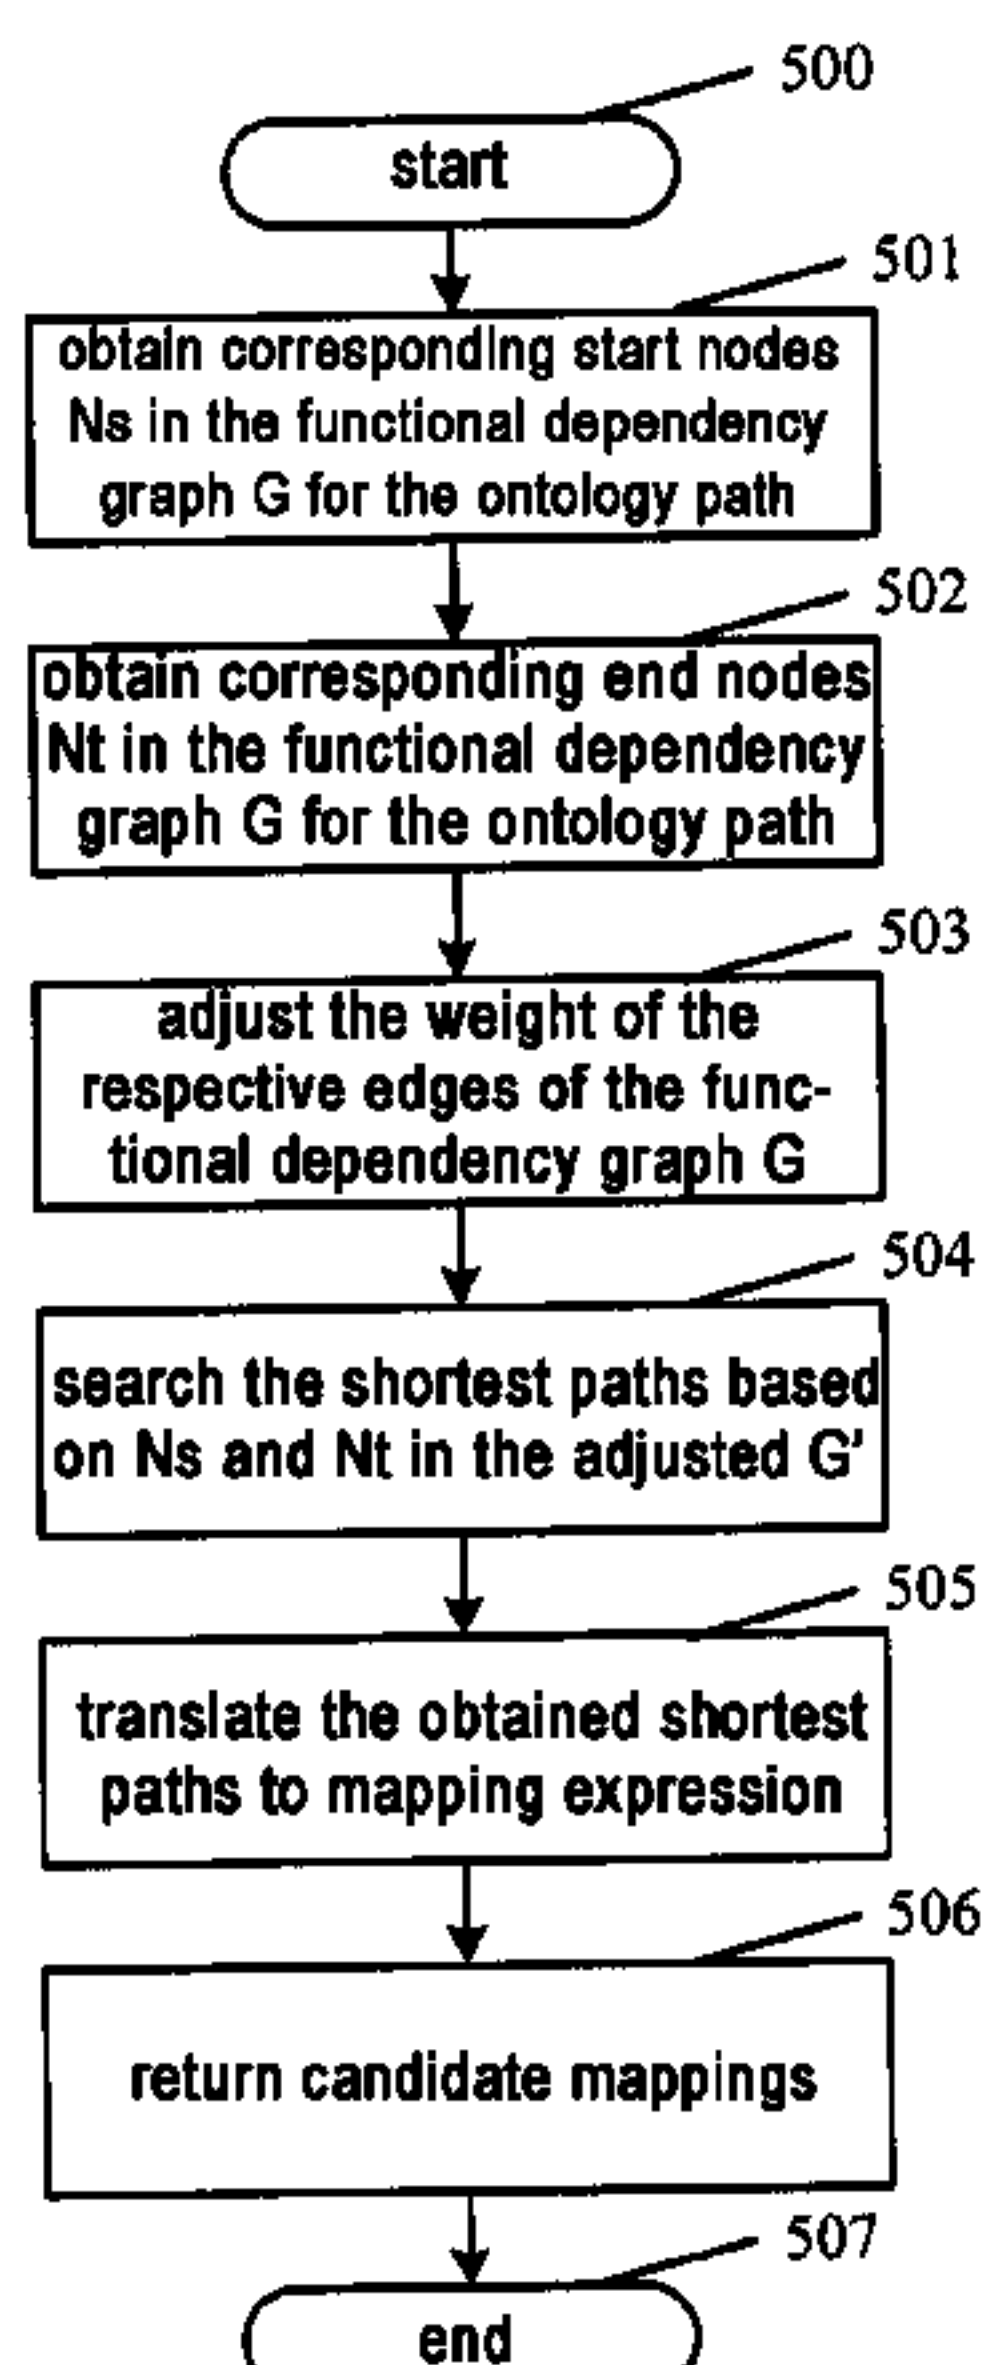 500
start
501
obtain corresponding start nodes
Ns in the functional dependency
graph G for the ontology path
502
obtain corresponding end nodes
Nt in the functional dependency
graph G for the ontology path
503
adjust the weight of the
respective edges of the func-
tional dependency graph G
504
search the shortest paths based
on Ns and Nt in the adjusted G'
505
translate the obtained shortest
paths to mapping expression
506
return candidate mappings
507
end